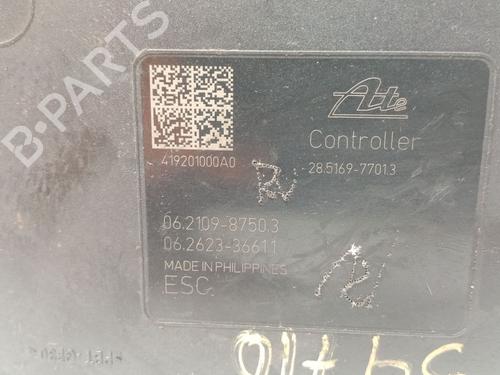 B-PARTS
Ate
Controller
419201000A0
28.5169-7701.3
06.2109-8750.3
06.2623-3661.1
MADE IN PHILIPPINES
ESC